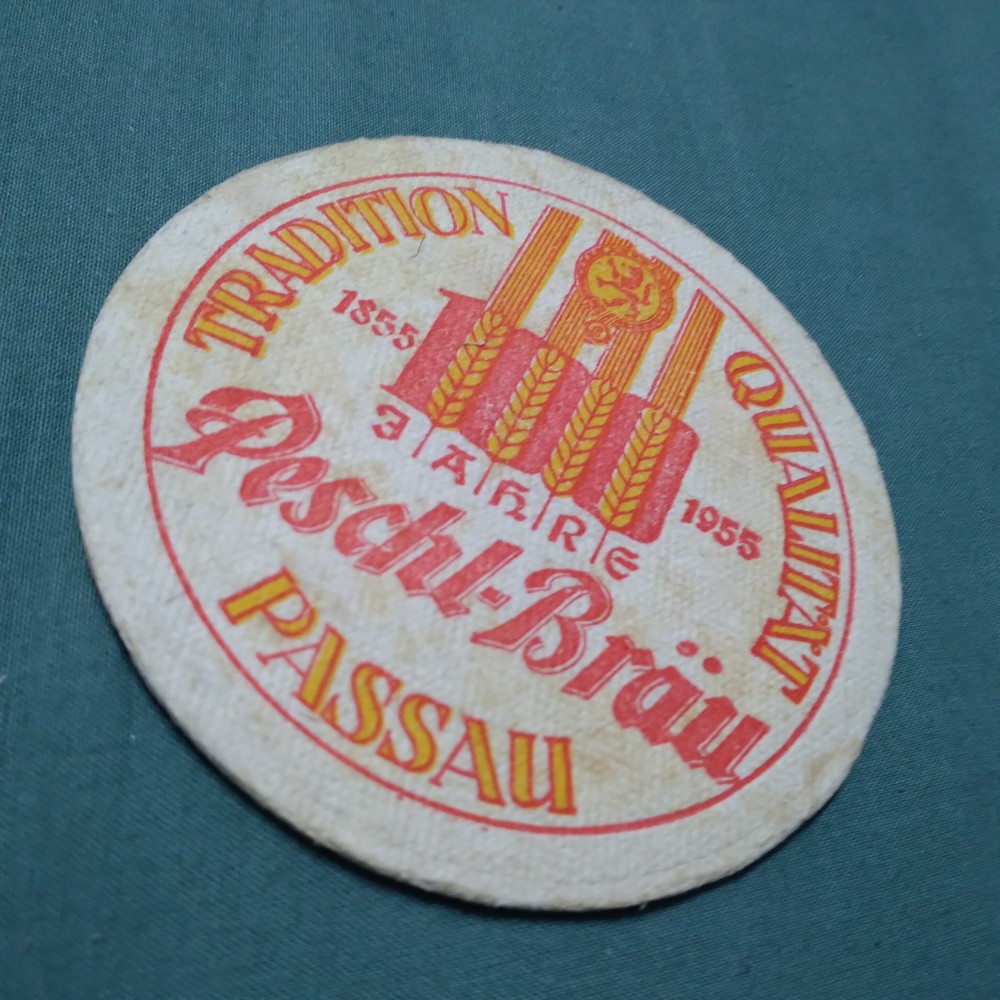 TRADITION
QUALITÄT
1855
100
1955
JAHRE
Peschl-Bräu
PASSAU